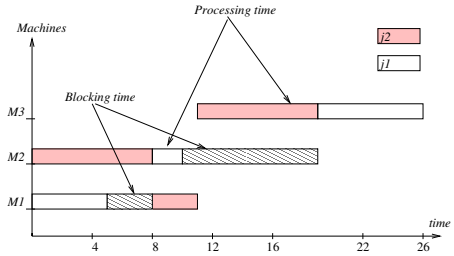 Processing time
Machines
j2
j1
Blocking time
M3
M2
M1
time
4 8 12 16 22 26